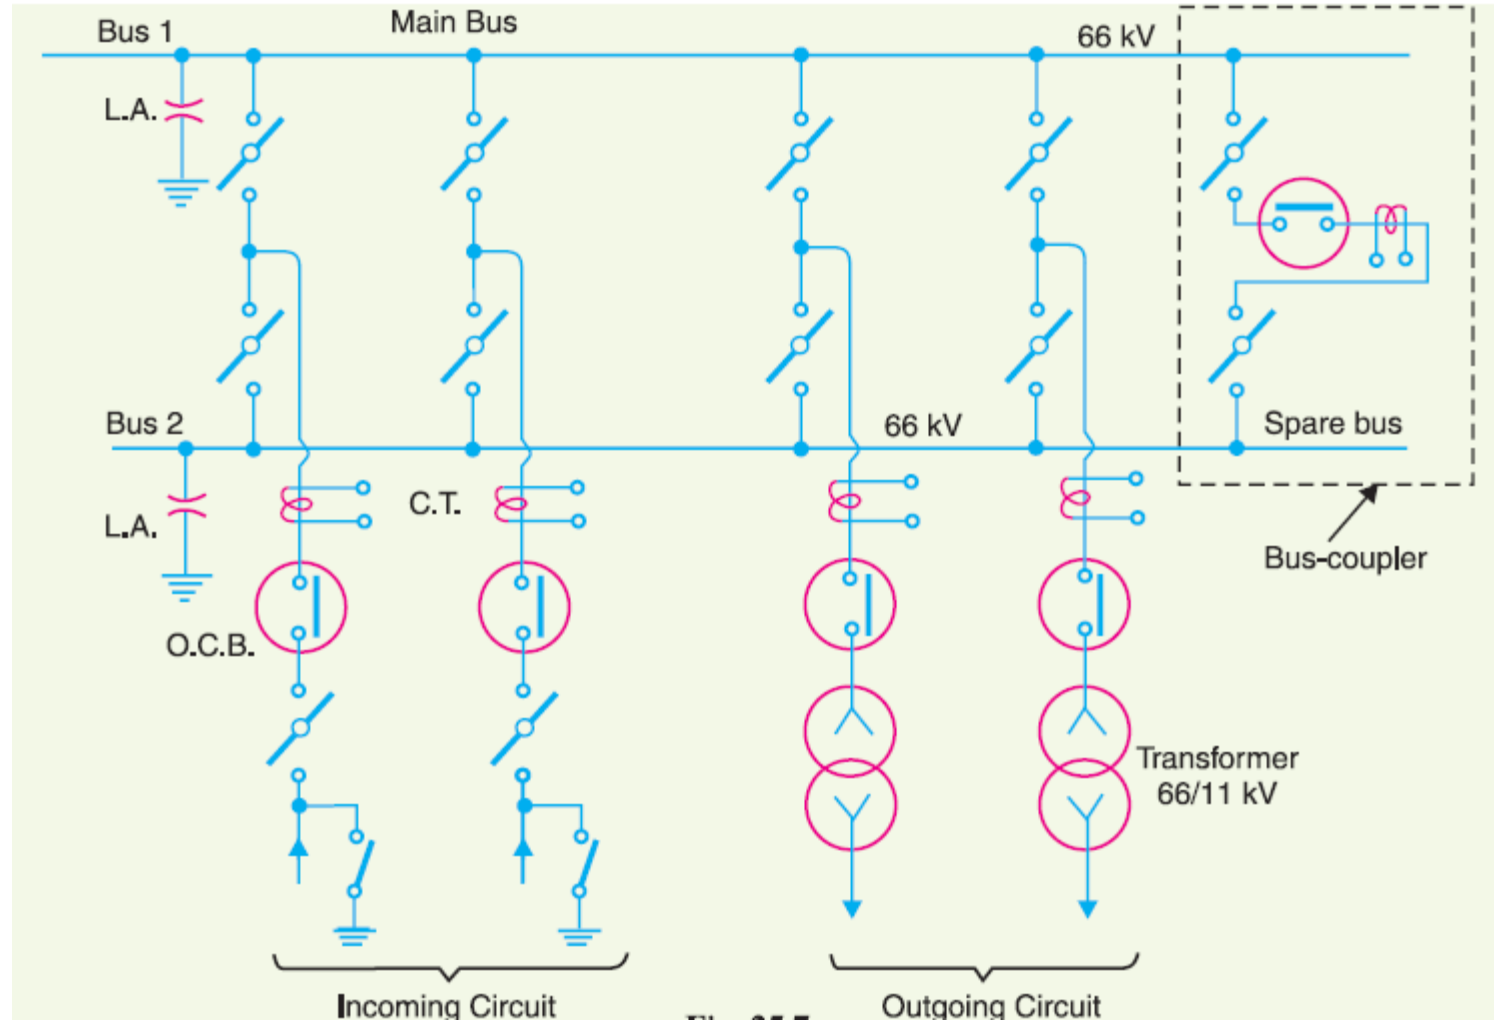 Bus 1
Main Bus
66 kV
L.A.
Bus 2
66 kV
Spare bus
L.A.
C.T.
Bus-coupler
O.C.B.
Transformer
66/11 kV
Incoming Circuit
Outgoing Circuit